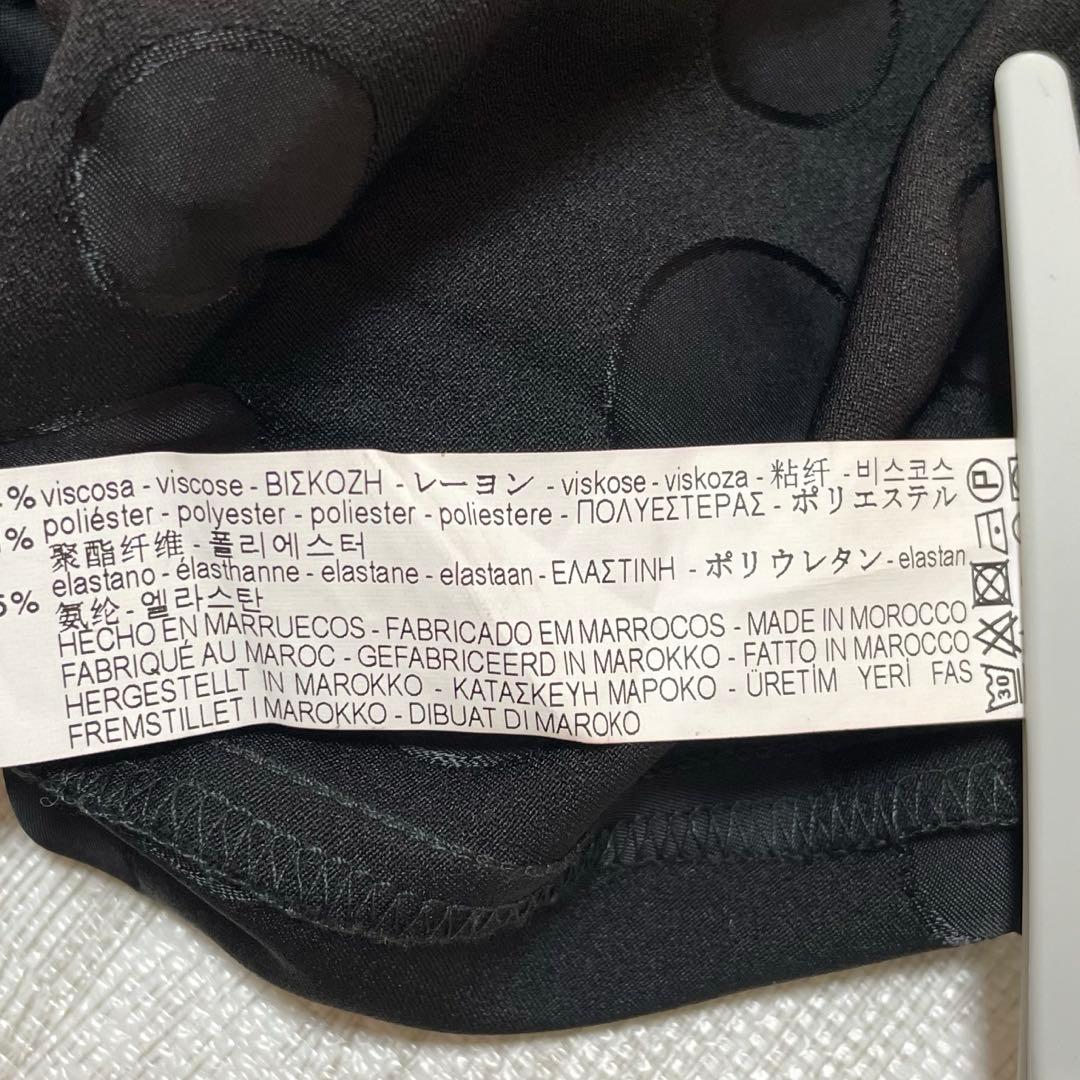 % viscosa - viscose - ΒΙΣΚΟΖΗ - レーヨン - viskose - viskoza - 粘纤 - 비스코스
% poliéster - polyester - poliester - poliestere - ΠΟΛΥΕΣΤΕΡΑΣ - ポリエステル
聚酯纤维 - 폴리에스터
% elastano - élasthanne - elastane - elastaan - ΕΛΑΣΤΙΝΗ - ポリウレタン - elastan
氨纶 - 엘라스탄
HECHO EN MARRUECOS - FABRICADO EM MARROCOS - MADE IN MOROCCO
FABRIQUÉ AU MAROC - GEFABRICEERD IN MAROKKO - FATTO IN MAROCCO
HERGESTELLT IN MAROKKO - ΚΑΤΑΣΚΕΥΗ ΜΑΡΟΚΟ - ÜRETİM YERİ FAS
FREMSTILLET I MAROKKO - DIBUAT DI MAROKO
P
30